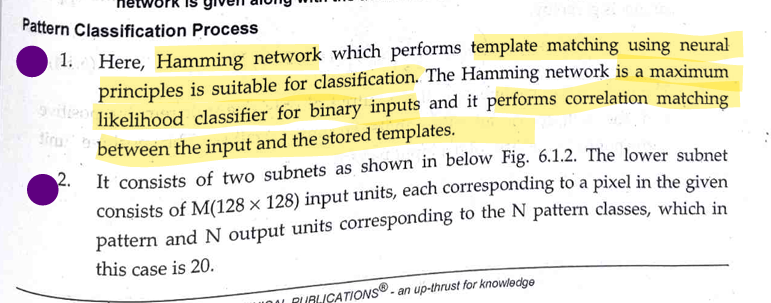 network is given along
Pattern Classification Process
1. Here, Hamming network which performs template matching using neural
principles is suitable for classification. The Hamming network is a maximum
likelihood classifier for binary inputs and it performs correlation matching
between the input and the stored templates.
2. It consists of two subnets as shown in below Fig. 6.1.2. The lower subnet
consists of M(128 × 128) input units, each corresponding to a pixel in the given
pattern and N output units corresponding to the N pattern classes, which in
this case is 20.
PUBLICATIONS® - an up-thrust for knowledge